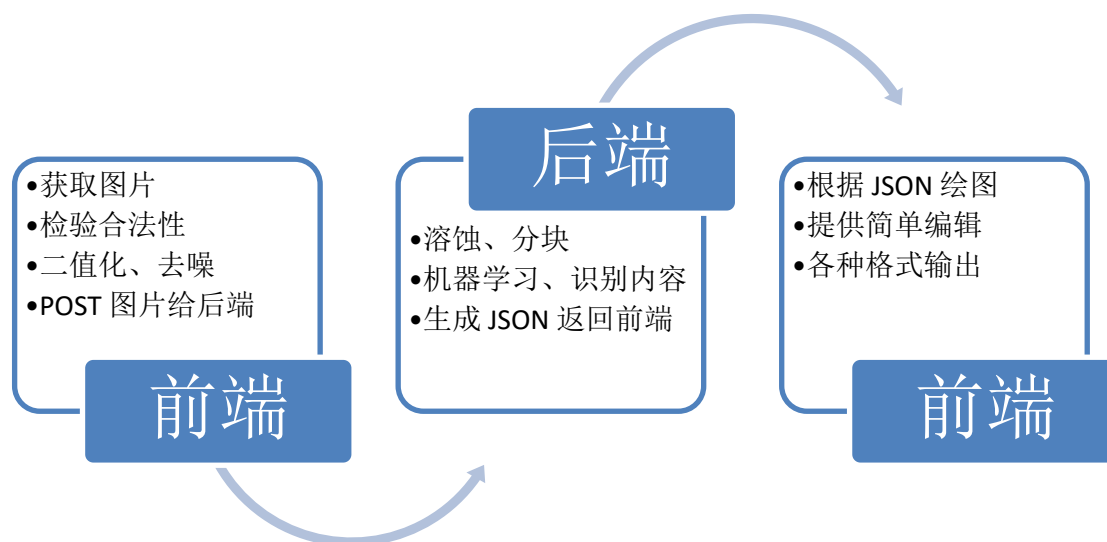 •获取图片
•检验合法性
•二值化、去噪
•POST 图片给后端
前端
后端
•溶蚀、分块
•机器学习、识别内容
•生成 JSON 返回前端
•根据 JSON 绘图
•提供简单编辑
•各种格式输出
前端